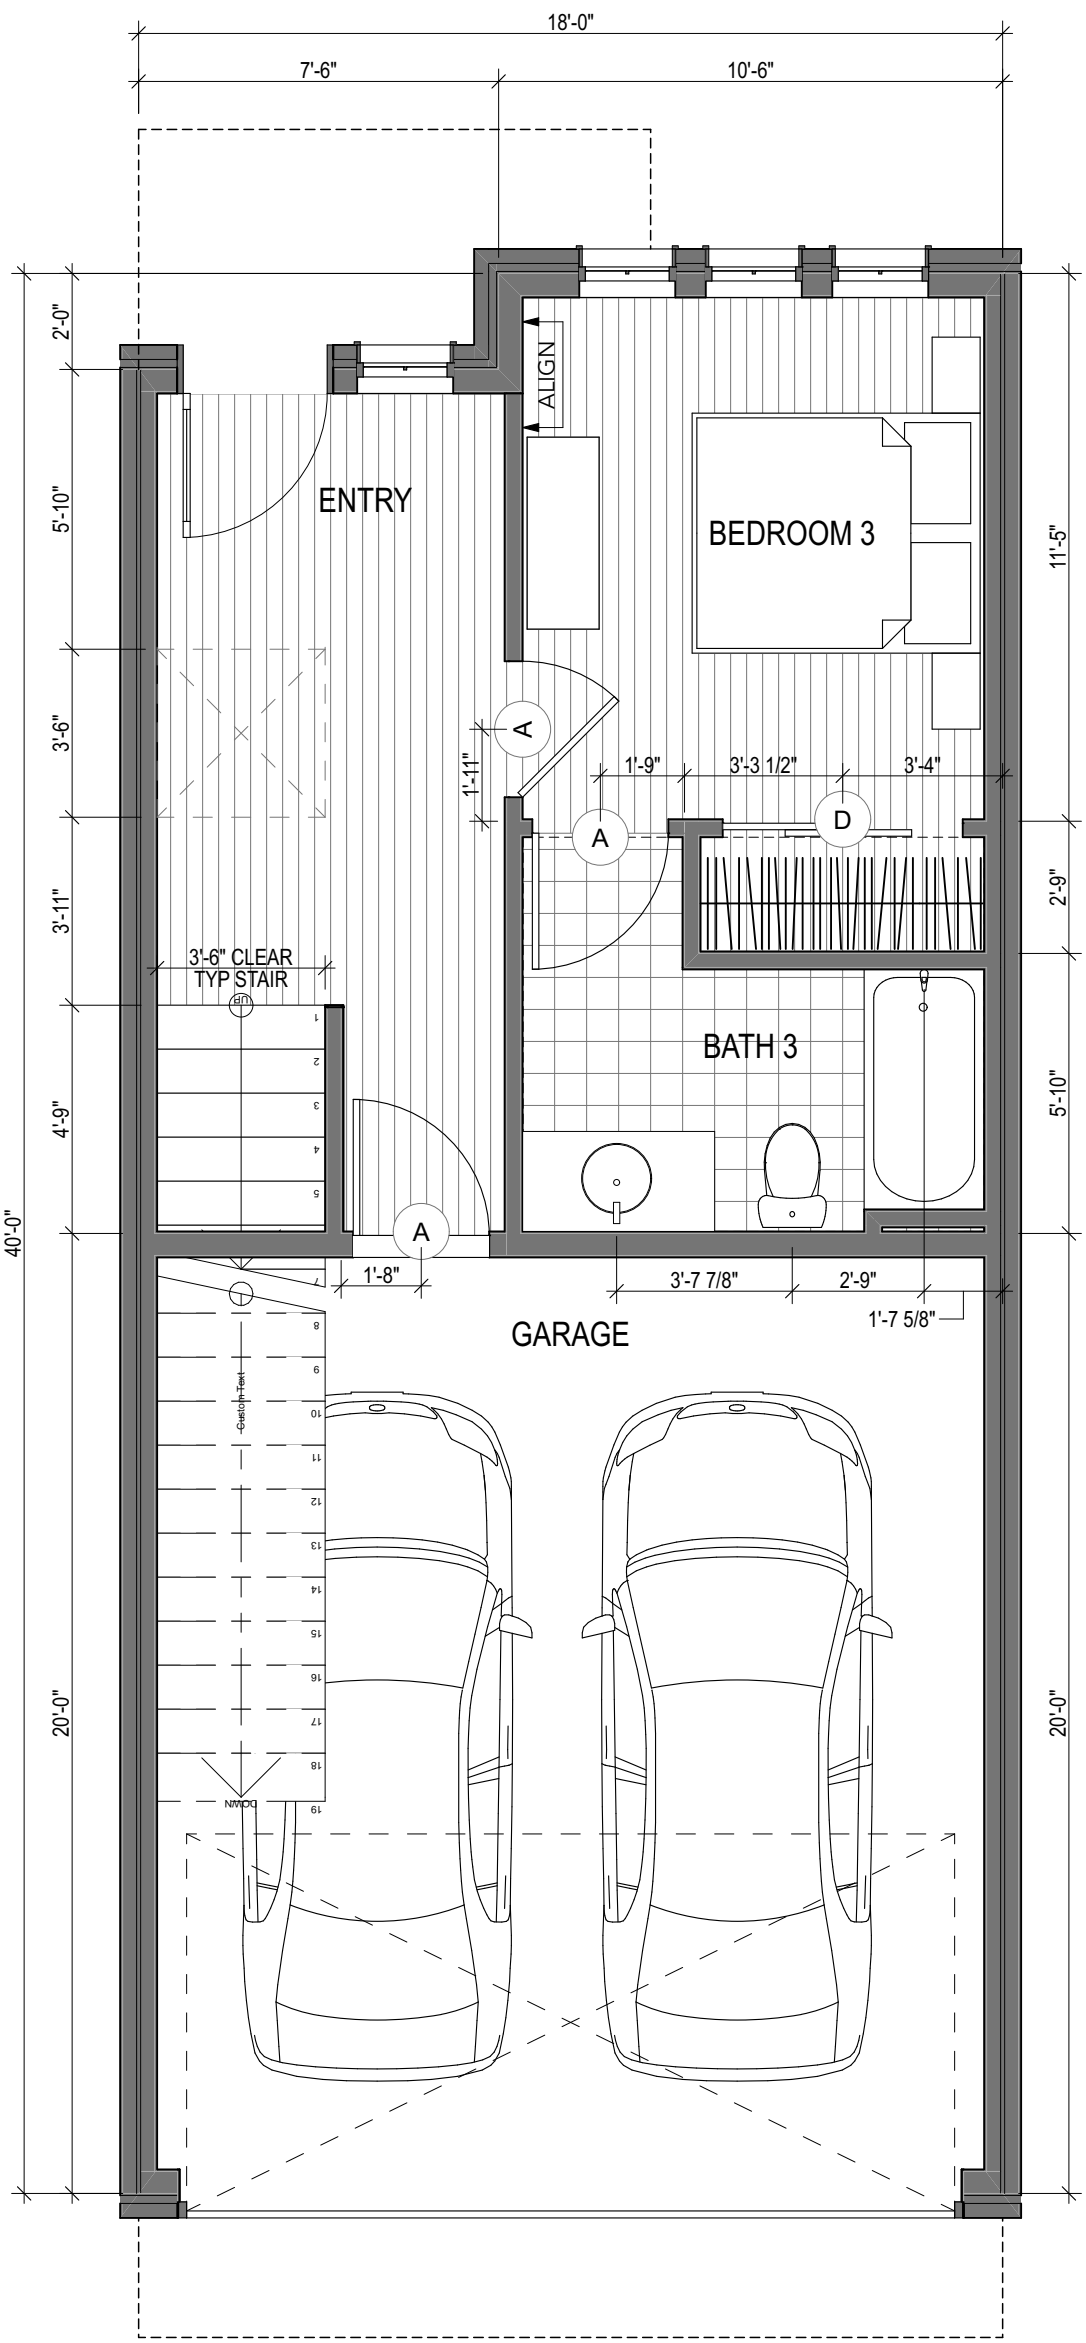 18'-0"
7'-6"
10'-6"
2'-0"
ALIGN
5'-10"
ENTRY
BEDROOM 3
11'-5"
3'-6"
A
1'-11"
1'-9"
3'-3 1/2"
3'-4"
A
D
3'-11"
2'-9"
3'-6" CLEAR
TYP STAIR
UP
1
2
3
4
5
BATH 3
4'-9"
5'-10"
40'-0"
A
7
1'-8"
3'-7 7/8"
2'-9"
1'-7 5/8"
GARAGE
8
9
Custom Text
10
11
12
13
14
15
16
17
18
20'-0"
20'-0"
DOWN
19